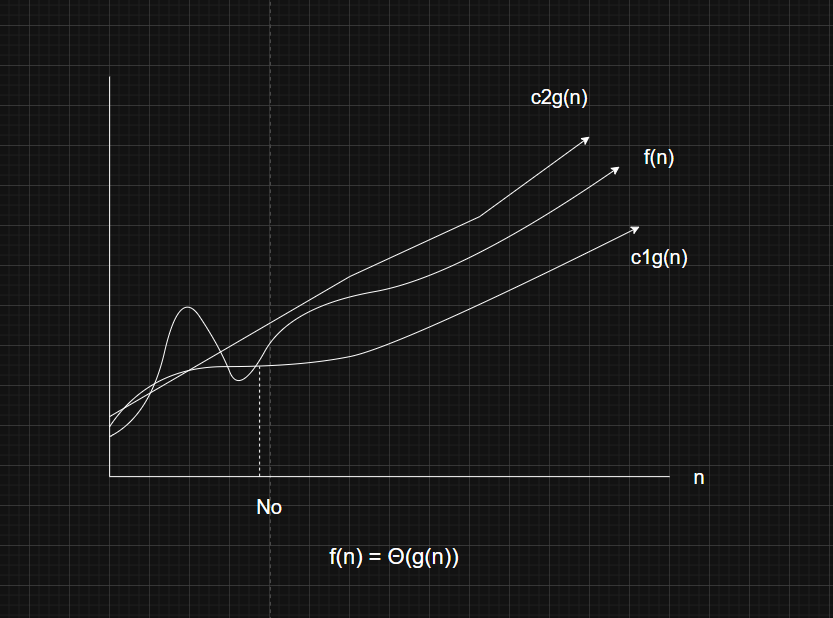 c2g(n)
f(n)
c1g(n)
n
No
f(n) = Θ(g(n))